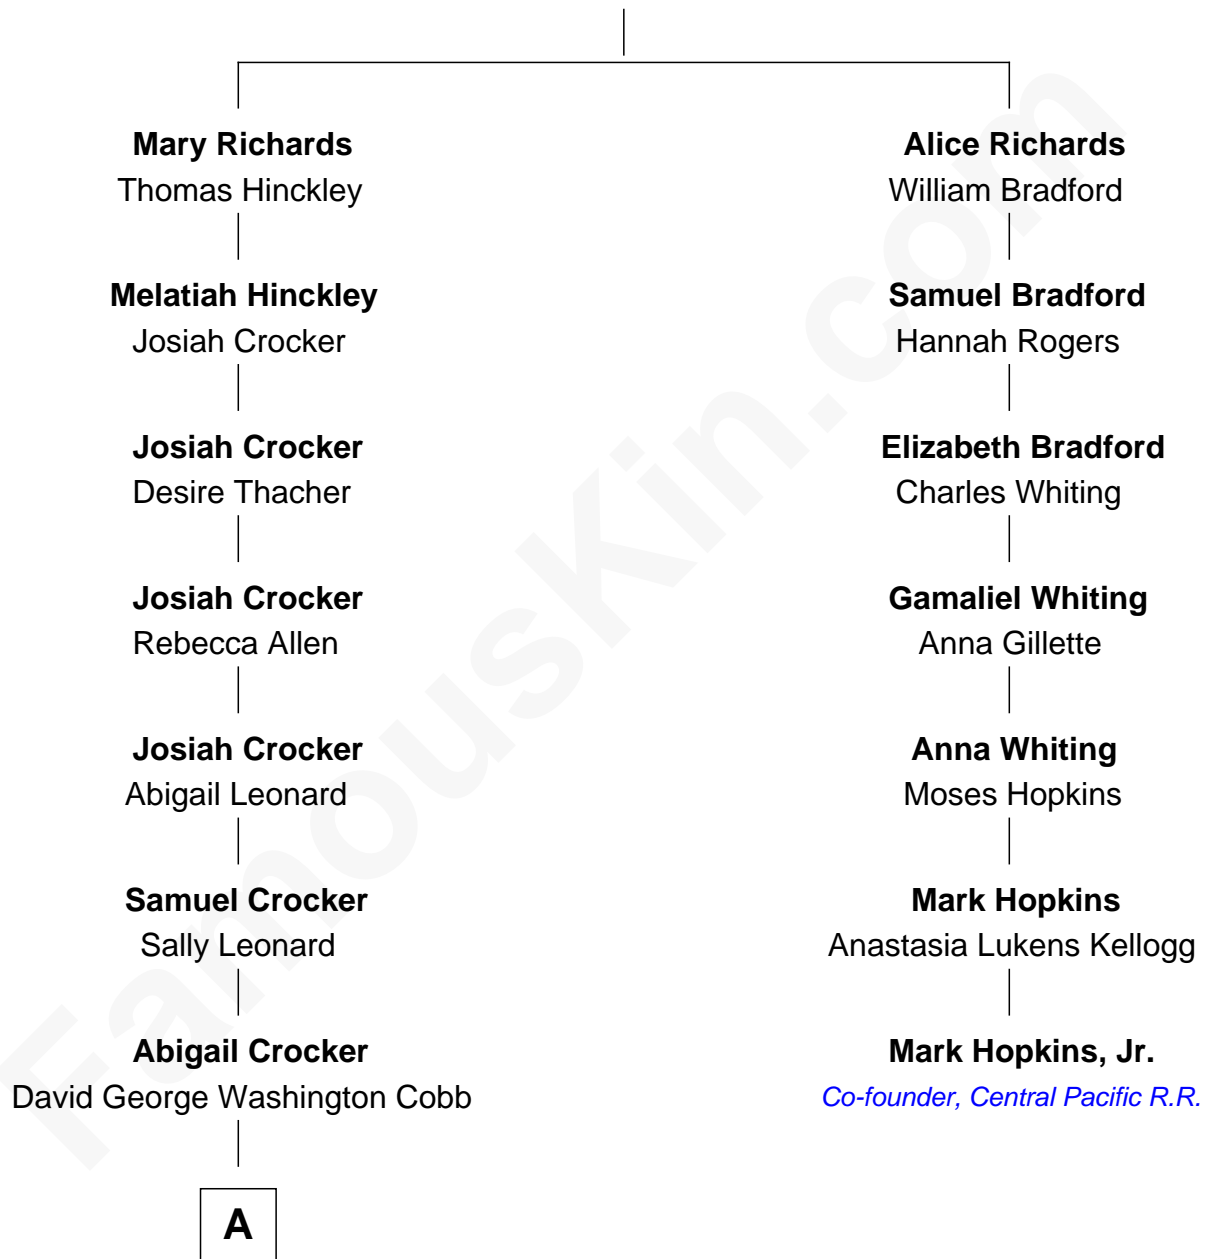 Mary Richards
Thomas Hinckley
Melatiah Hinckley
Josiah Crocker
Josiah Crocker
Desire Thacher
Josiah Crocker
Rebecca Allen
Josiah Crocker
Abigail Leonard
Samuel Crocker
Sally Leonard
Abigail Crocker
David George Washington Cobb
A
Alice Richards
William Bradford
Samuel Bradford
Hannah Rogers
Elizabeth Bradford
Charles Whiting
Gamaliel Whiting
Anna Gillette
Anna Whiting
Moses Hopkins
Mark Hopkins
Anastasia Lukens Kellogg
Mark Hopkins, Jr.
Co-founder, Central Pacific R.R.
FamousKin.com